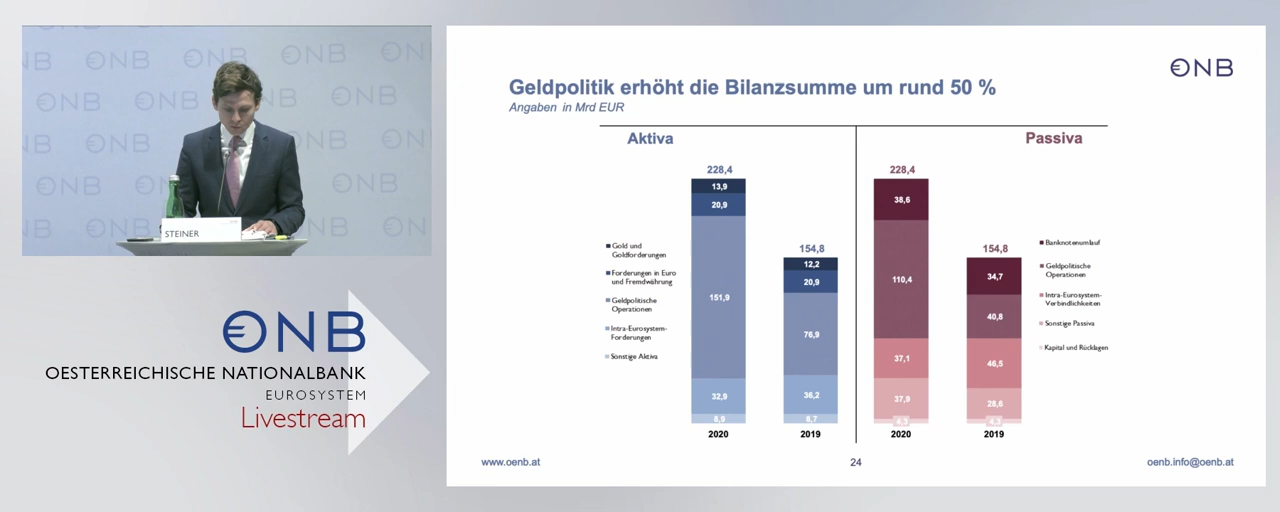 STEINER
ONB
OESTERREICHISCHE NATIONALBANK
EUROSYSTEM
Livestream
ONB
Geldpolitik erhöht die Bilanzsumme um rund 50 %
Angaben in Mrd EUR
Aktiva
Passiva
Gold und
Goldforderungen
Forderungen in Euro
und Fremdwährung
Geldpolitische
Operationen
Intra-Eurosystem-
Forderungen
Sonstige Aktiva
228,4
13,9
20,9
151,9
32,9
8,9
2020
154,8
12,2
20,9
76,9
36,2
8,7
2019
228,4
38,6
110,4
37,1
37,9
2020
154,8
34,7
40,8
46,5
28,6
2019
Banknotenumlauf
Geldpolitische
Operationen
Intra-Eurosystem-
Verbindlichkeiten
Sonstige Passiva
Kapital und Rücklagen
www.oenb.at
24
oenb.info@oenb.at